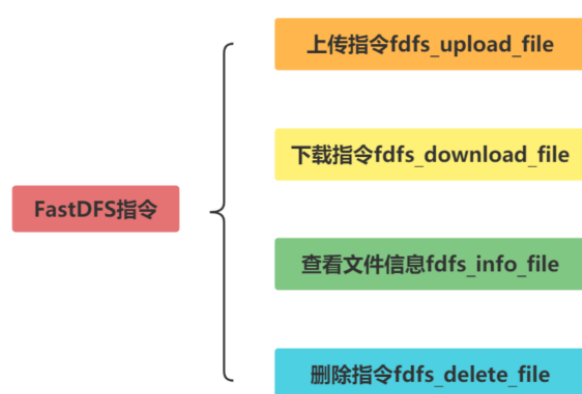 上传指令fdfs_upload_file
下载指令fdfs_download_file
FastDFS指令
查看文件信息fdfs_info_file
删除指令fdfs_delete_file